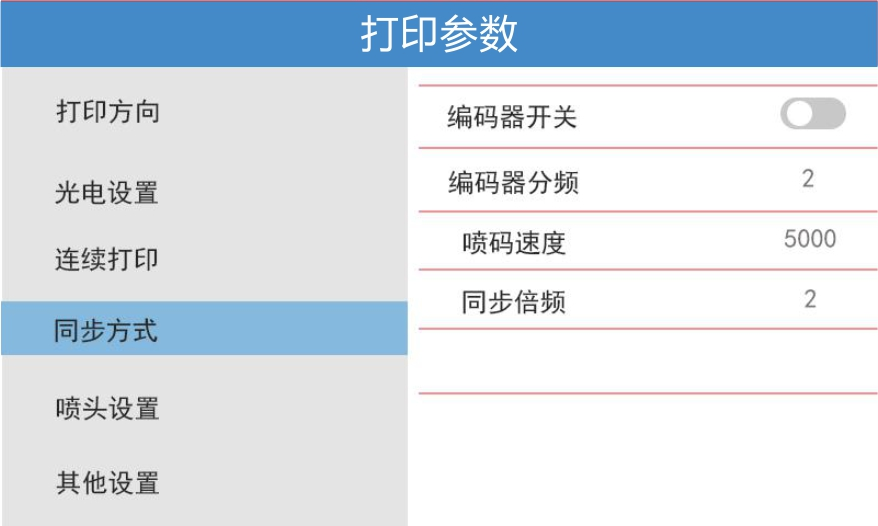 打印参数
打印方向
光电设置
连续打印
同步方式
喷头设置
其他设置
编码器开关
编码器分频 2
喷码速度 5000
同步倍频 2